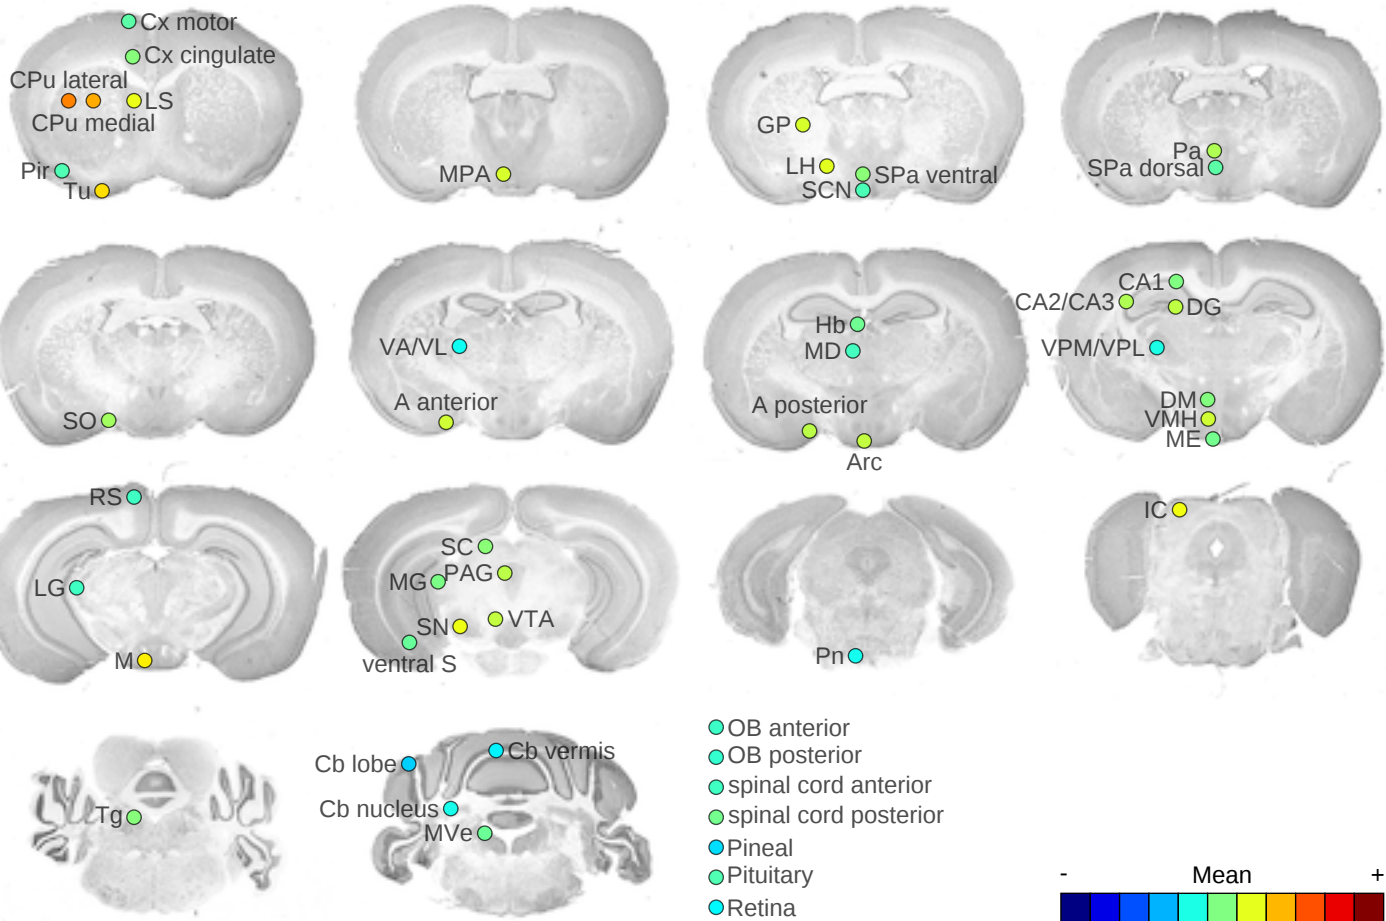 Cx motor
Cx cingulate
CPu lateral
LS
CPu medial
Pir
Tu
MPA
GP
LH
SPa ventral
SCN
Pa
SPa dorsal
SO
VA/VL
A anterior
Hb
MD
A posterior
Arc
CA1
CA2/CA3
DG
VPM/VPL
DM
VMH
ME
RS
LG
M
SC
MG
PAG
SN
VTA
ventral S
Pn
IC
Tg
Cb lobe
Cb vermis
Cb nucleus
MVe
OB anterior
OB posterior
spinal cord anterior
spinal cord posterior
Pineal
Pituitary
Retina
- Mean +